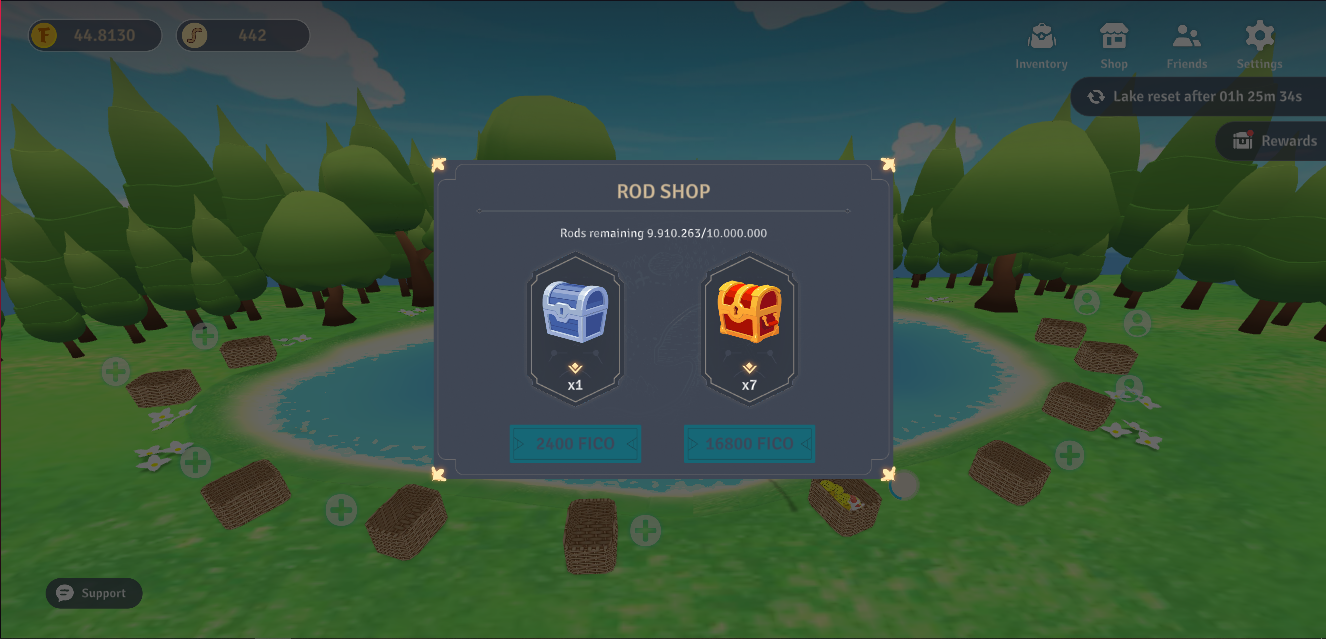 44.8130
442
Inventory
Shop
Friends
Settings
Lake reset after 01h 25m 34s
Rewards
ROD SHOP
Rods remaining 9.910.263/10.000.000
x1
x7
2400 FICO
16800 FICO
Support